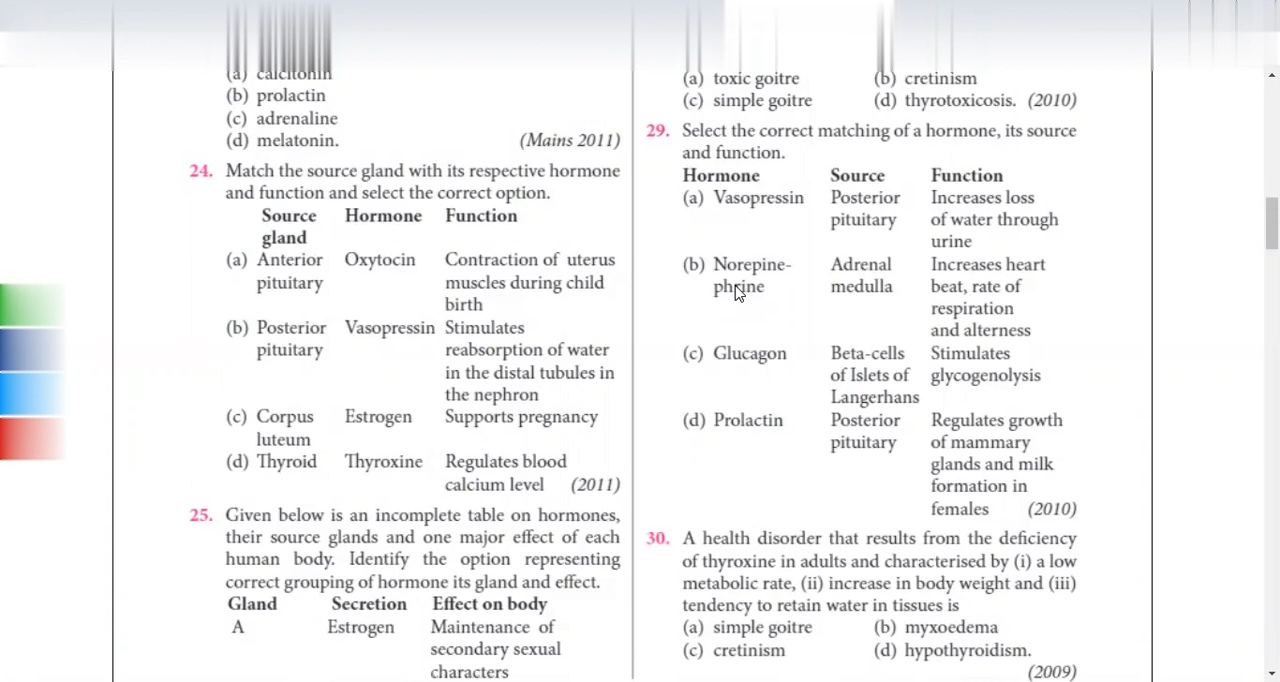 (a) calcitonin
(b) prolactin
(c) adrenaline
(d) melatonin. (Mains 2011)
24. Match the source gland with its respective hormone
and function and select the correct option.
Source Hormone Function
gland
(a) Anterior Oxytocin Contraction of uterus
pituitary muscles during child
birth
(b) Posterior Vasopressin Stimulates
pituitary reabsorption of water
in the distal tubules in
the nephron
(c) Corpus Estrogen Supports pregnancy
luteum
(d) Thyroid Thyroxine Regulates blood
calcium level (2011)
25. Given below is an incomplete table on hormones,
their source glands and one major effect of each
human body. Identify the option representing
correct grouping of hormone its gland and effect.
Gland Secretion Effect on body
A Estrogen Maintenance of
secondary sexual
characters
(a) toxic goitre (b) cretinism
(c) simple goitre (d) thyrotoxicosis. (2010)
29. Select the correct matching of a hormone, its source
and function.
Hormone Source Function
(a) Vasopressin Posterior Increases loss
pituitary of water through
urine
(b) Norepine- Adrenal Increases heart
phrine medulla beat, rate of
respiration
and alterness
(c) Glucagon Beta-cells Stimulates
of Islets of glycogenolysis
Langerhans
(d) Prolactin Posterior Regulates growth
pituitary of mammary
glands and milk
formation in
females (2010)
30. A health disorder that results from the deficiency
of thyroxine in adults and characterised by (i) a low
metabolic rate, (ii) increase in body weight and (iii)
tendency to retain water in tissues is
(a) simple goitre (b) myxoedema
(c) cretinism (d) hypothyroidism.
(2009)